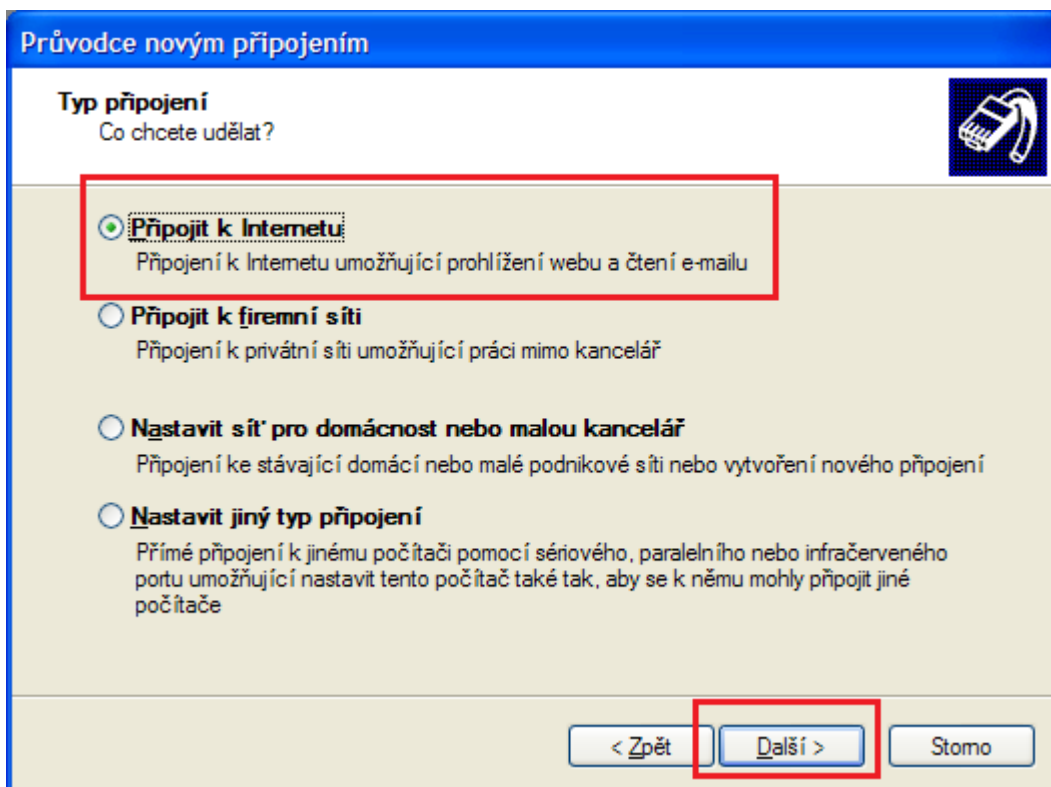 Průvodce novým připojením
Typ připojení
Co chcete udělat?
Připojit k Internetu
Připojení k Internetu umožňující prohlížení webu a čtení e-mailu
Připojit k firemní síti
Připojení k privátní síti umožňující práci mimo kancelář
Nastavit síť pro domácnost nebo malou kancelář
Připojení ke stávající domácí nebo malé podnikové síti nebo vytvoření nového připojení
Nastavit jiný typ připojení
Přímé připojení k jinému počítači pomocí sériového, paralelního nebo infračerveného
portu umožňující nastavit tento počítač také tak, aby se k němu mohly připojit jiné
počítače
< Zpět
Další >
Storno